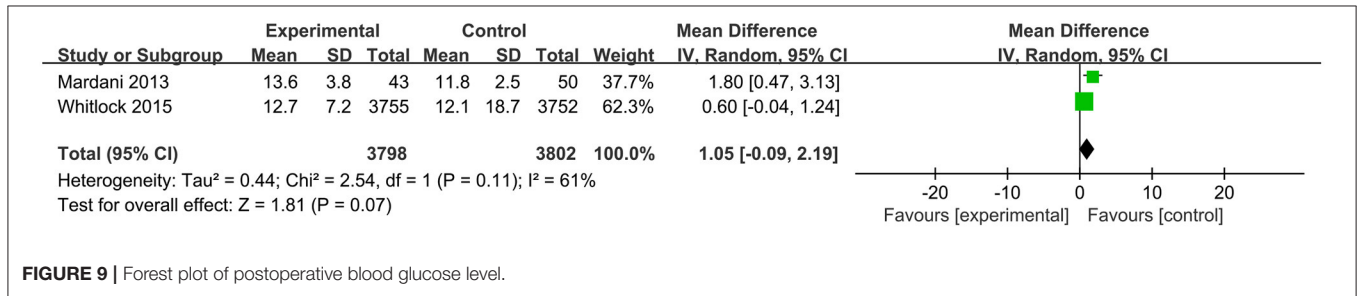 Experimental Control Mean Difference Mean Difference
Study or Subgroup Mean SD Total Mean SD Total Weight IV, Random, 95% CI IV, Random, 95% CI
Mardani 2013 13.6 3.8 43 11.8 2.5 50 37.7% 1.80 [0.47, 3.13]
Whitlock 2015 12.7 7.2 3755 12.1 18.7 3752 62.3% 0.60 [-0.04, 1.24]
Total (95% CI) 3798 3802 100.0% 1.05 [-0.09, 2.19]
Heterogeneity: Tau² = 0.44; Chi² = 2.54, df = 1 (P = 0.11); I² = 61%
Test for overall effect: Z = 1.81 (P = 0.07)
-20 -10 0 10 20
Favours [experimental] Favours [control]
FIGURE 9 | Forest plot of postoperative blood glucose level.